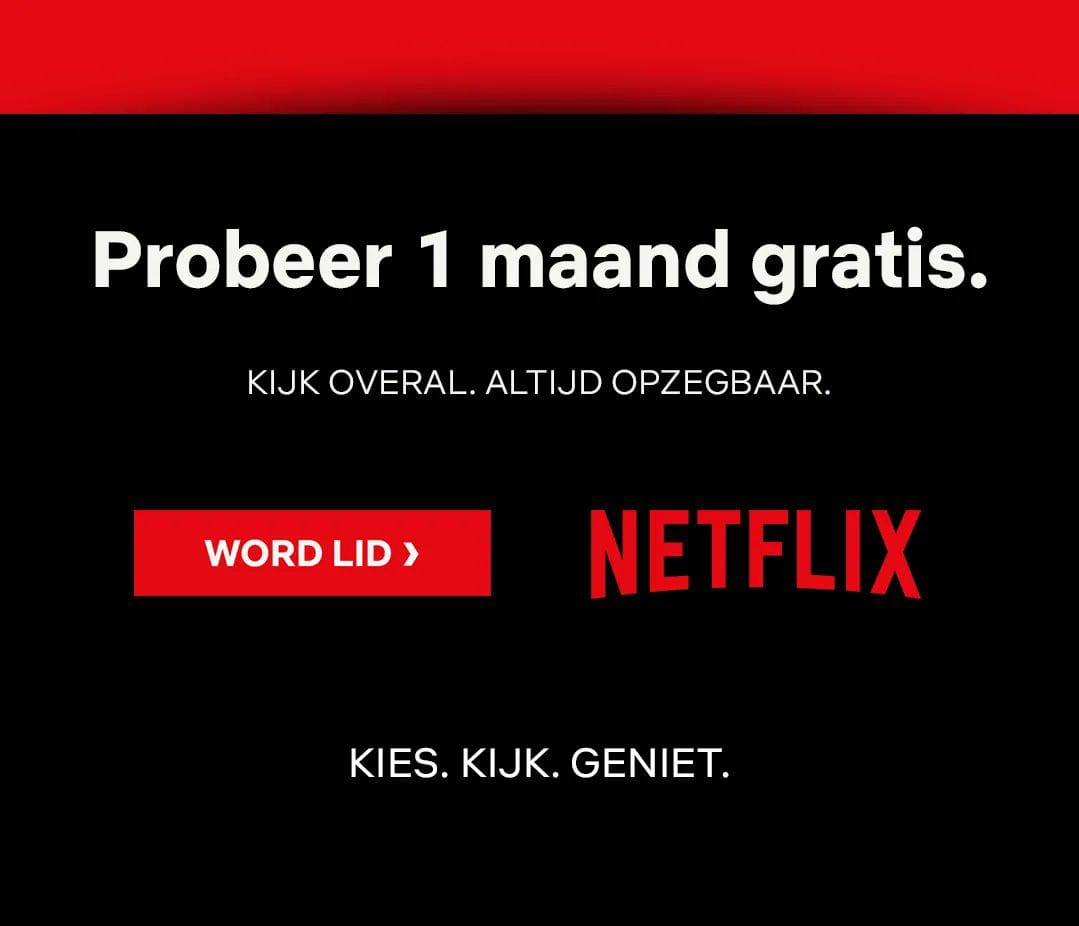 Probeer 1 maand gratis.
KIJK OVERAL. ALTIJD OPZEGBAAR.
WORD LID ❯
NETFLIX
KIES. KIJK. GENIET.